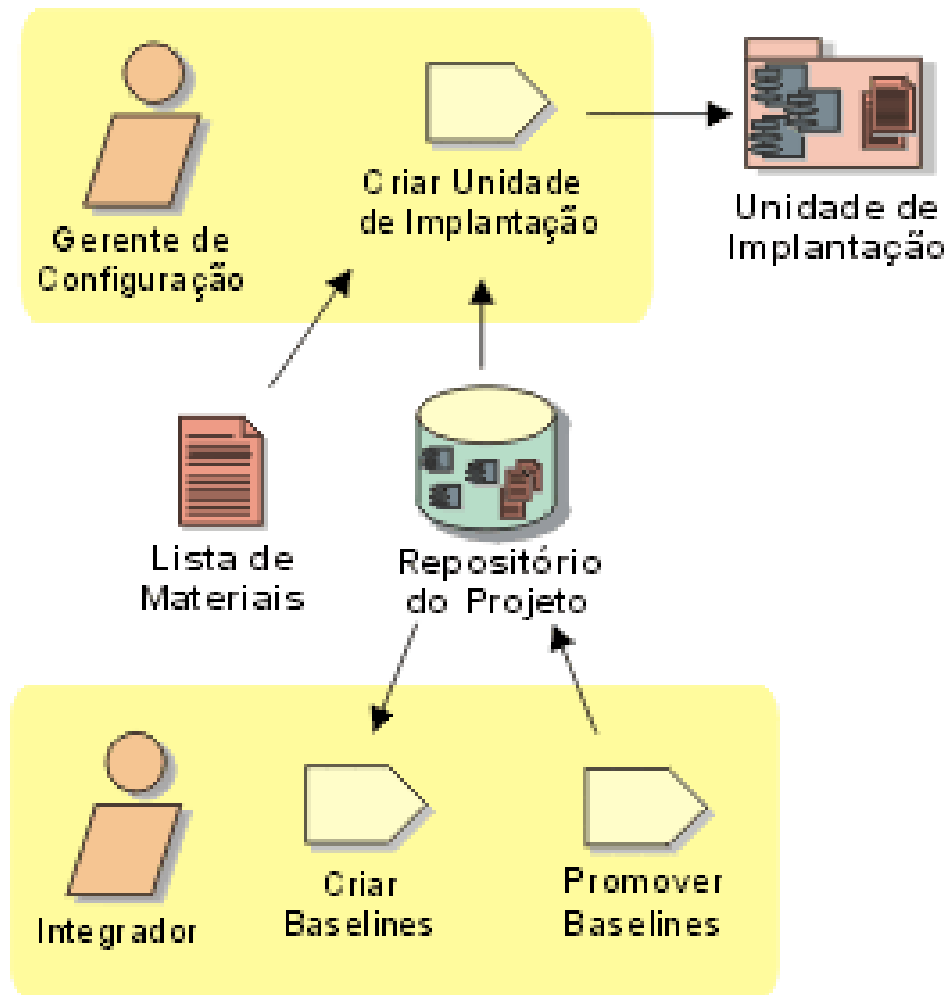 Gerente de
Configuração
Criar Unidade
de Implantação
Unidade de
Implantação
Lista de
Materiais
Repositório
do Projeto
Integrador
Criar
Baselines
Promover
Baselines